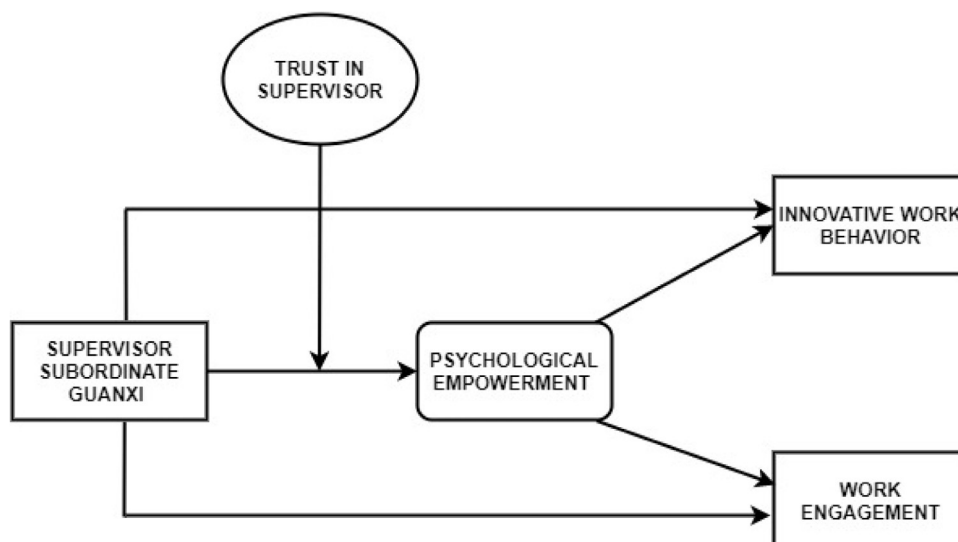 TRUST IN
SUPERVISOR
INNOVATIVE WORK
BEHAVIOR
SUPERVISOR
SUBORDINATE
GUANXI
PSYCHOLOGICAL
EMPOWERMENT
WORK
ENGAGEMENT